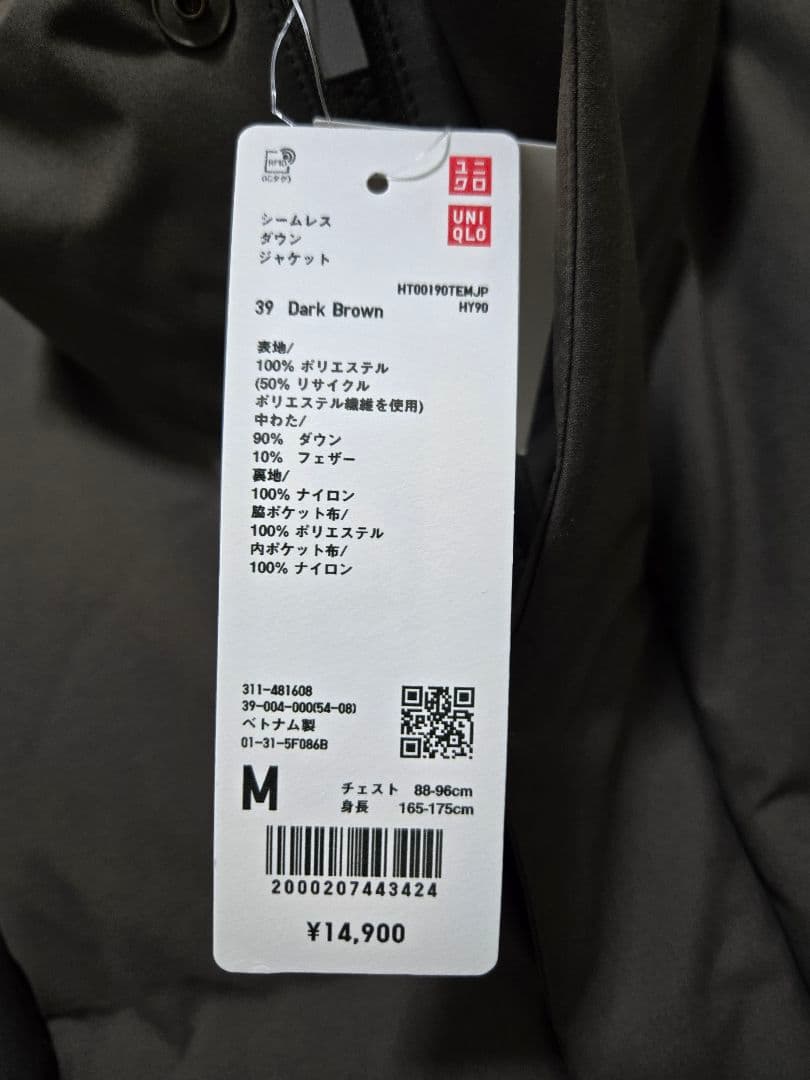 RFID
ICタグ
ユニ
クロ
UNI
QLO
シームレス
ダウン
ジャケット
HT00190TEMJP
39 Dark Brown
HY90
表地/
100% ポリエステル
(50% リサイクル
ポリエステル繊維を使用)
中わた/
90% ダウン
10% フェザー
裏地/
100% ナイロン
脇ポケット布/
100% ポリエステル
内ポケット布/
100% ナイロン
311-481608
39-004-000(54-08)
ベトナム製
01-31-5F086B
M
チェスト 88-96cm
身長 165-175cm
2000207443424
¥14,900